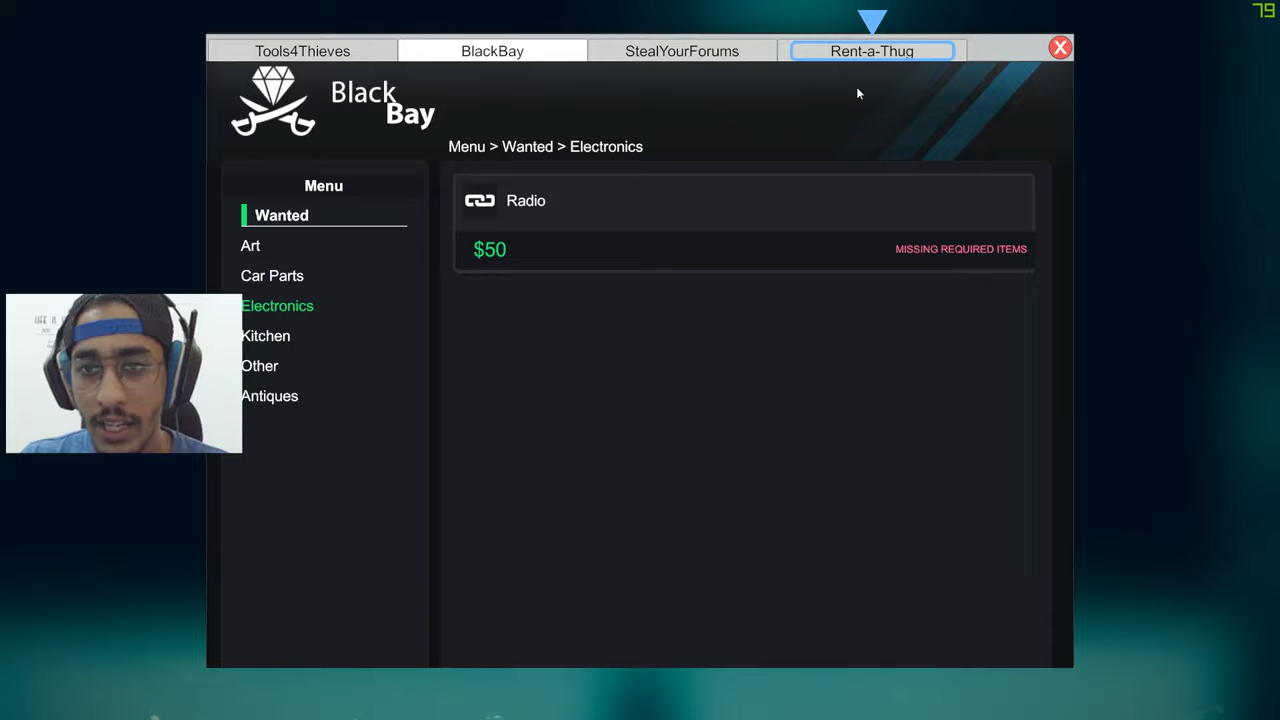 79
Tools4Thieves
BlackBay
StealYourForums
Rent-a-Thug
X
Black
Bay
Menu > Wanted > Electronics
Menu
Wanted
Art
Car Parts
Electronics
Kitchen
Other
Antiques
Radio
$50
MISSING REQUIRED ITEMS